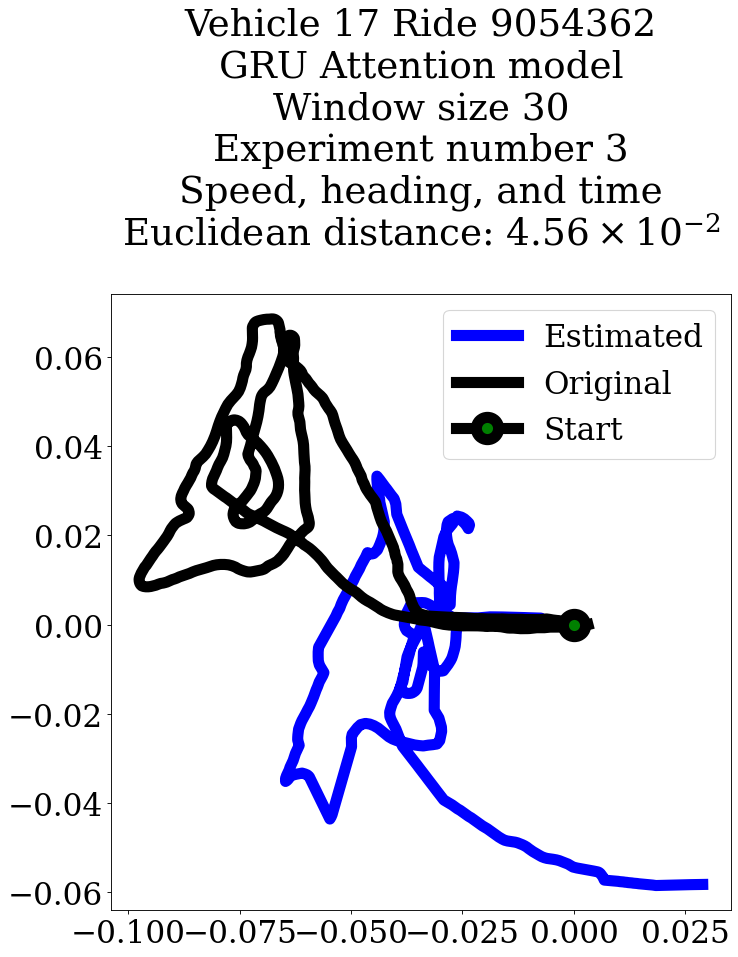 Vehicle 17 Ride 9054362
GRU Attention model
Window size 30
Experiment number 3
Speed, heading, and time
Euclidean distance: 4.56 × 10⁻²
Estimated
Original
Start
0.06
0.04
0.02
0.00
−0.02
−0.04
−0.06
−0.100 −0.075 −0.050 −0.025 0.000 0.025